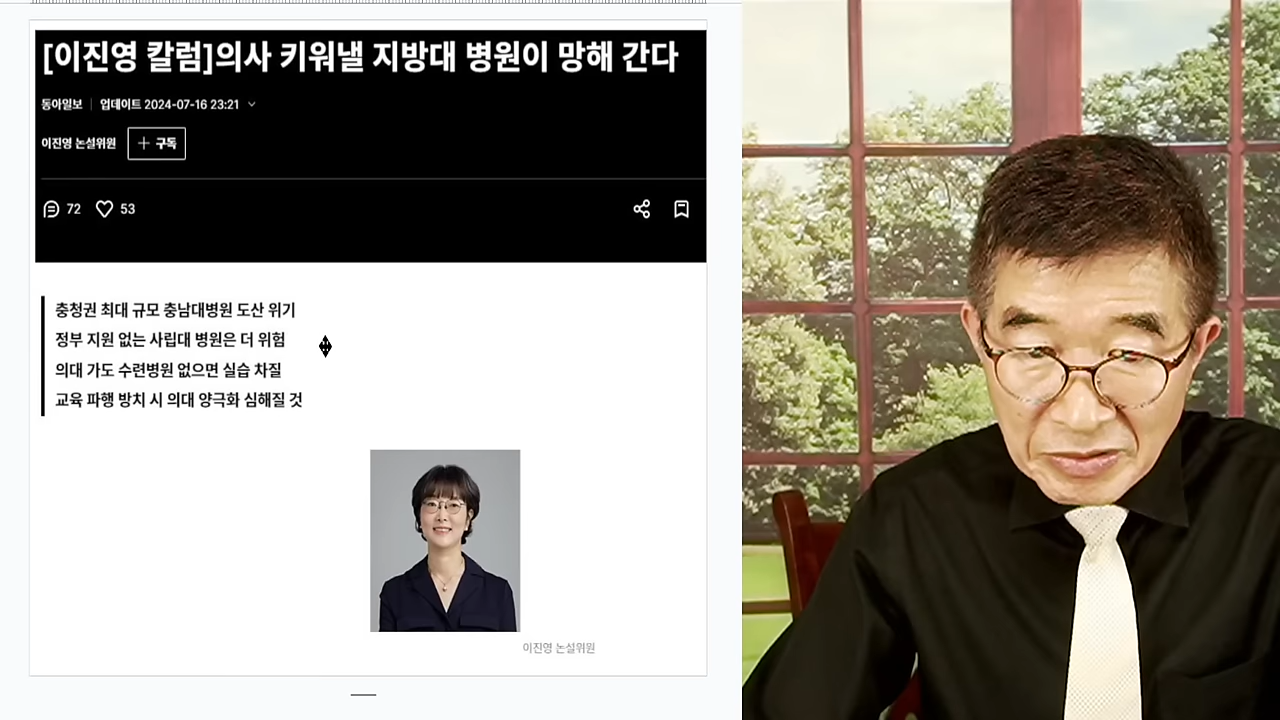 [이진영 칼럼]의사 키워낼 지방대 병원이 망해 간다
동아일보 업데이트 2024-07-16 23:21
이진영 논설위원 + 구독
72 53
충청권 최대 규모 충남대병원 도산 위기
정부 지원 없는 사립대 병원은 더 위험
의대 가도 수련병원 없으면 실습 차질
교육 파행 방치 시 의대 양극화 심해질 것
이진영 논설위원